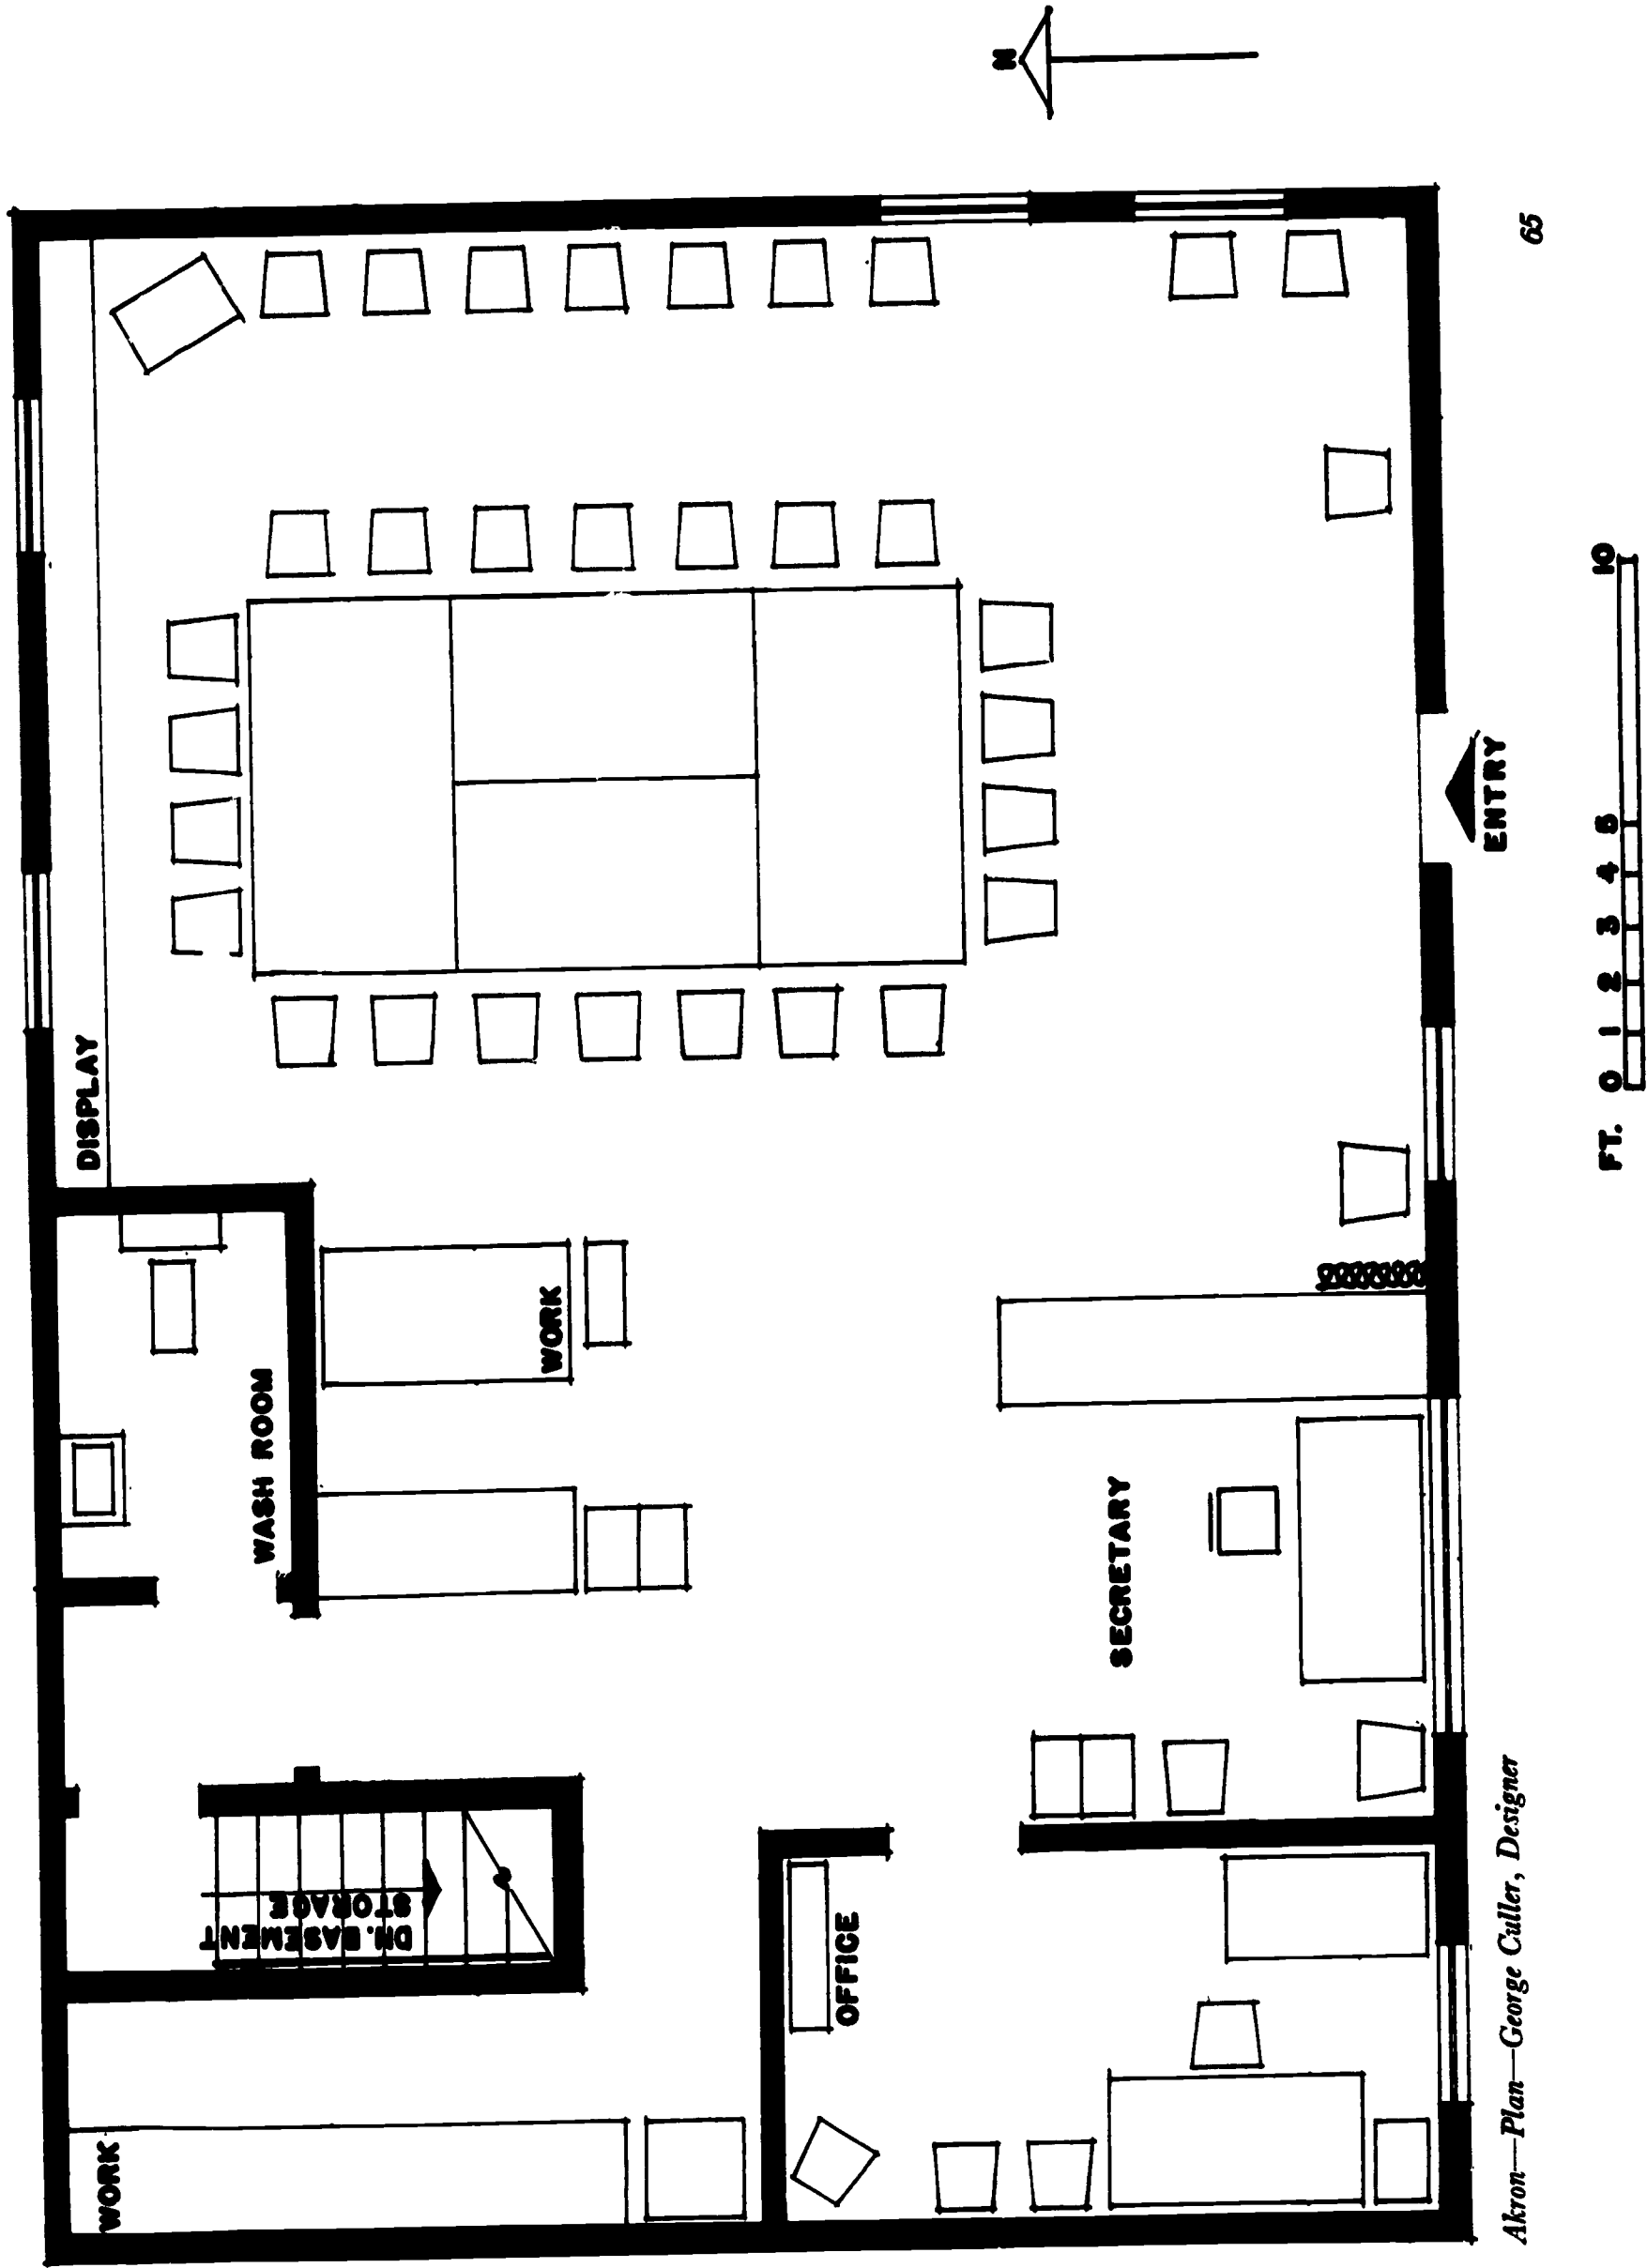 N
DISPLAY
WASH ROOM
WORK
WORK
DN. BASEMENT
STORAGE
OFFICE
SECRETARY
ENTRY
FT. 0 1 2 3 4 5 10
Akron—Plan—George Culler, Designer
65